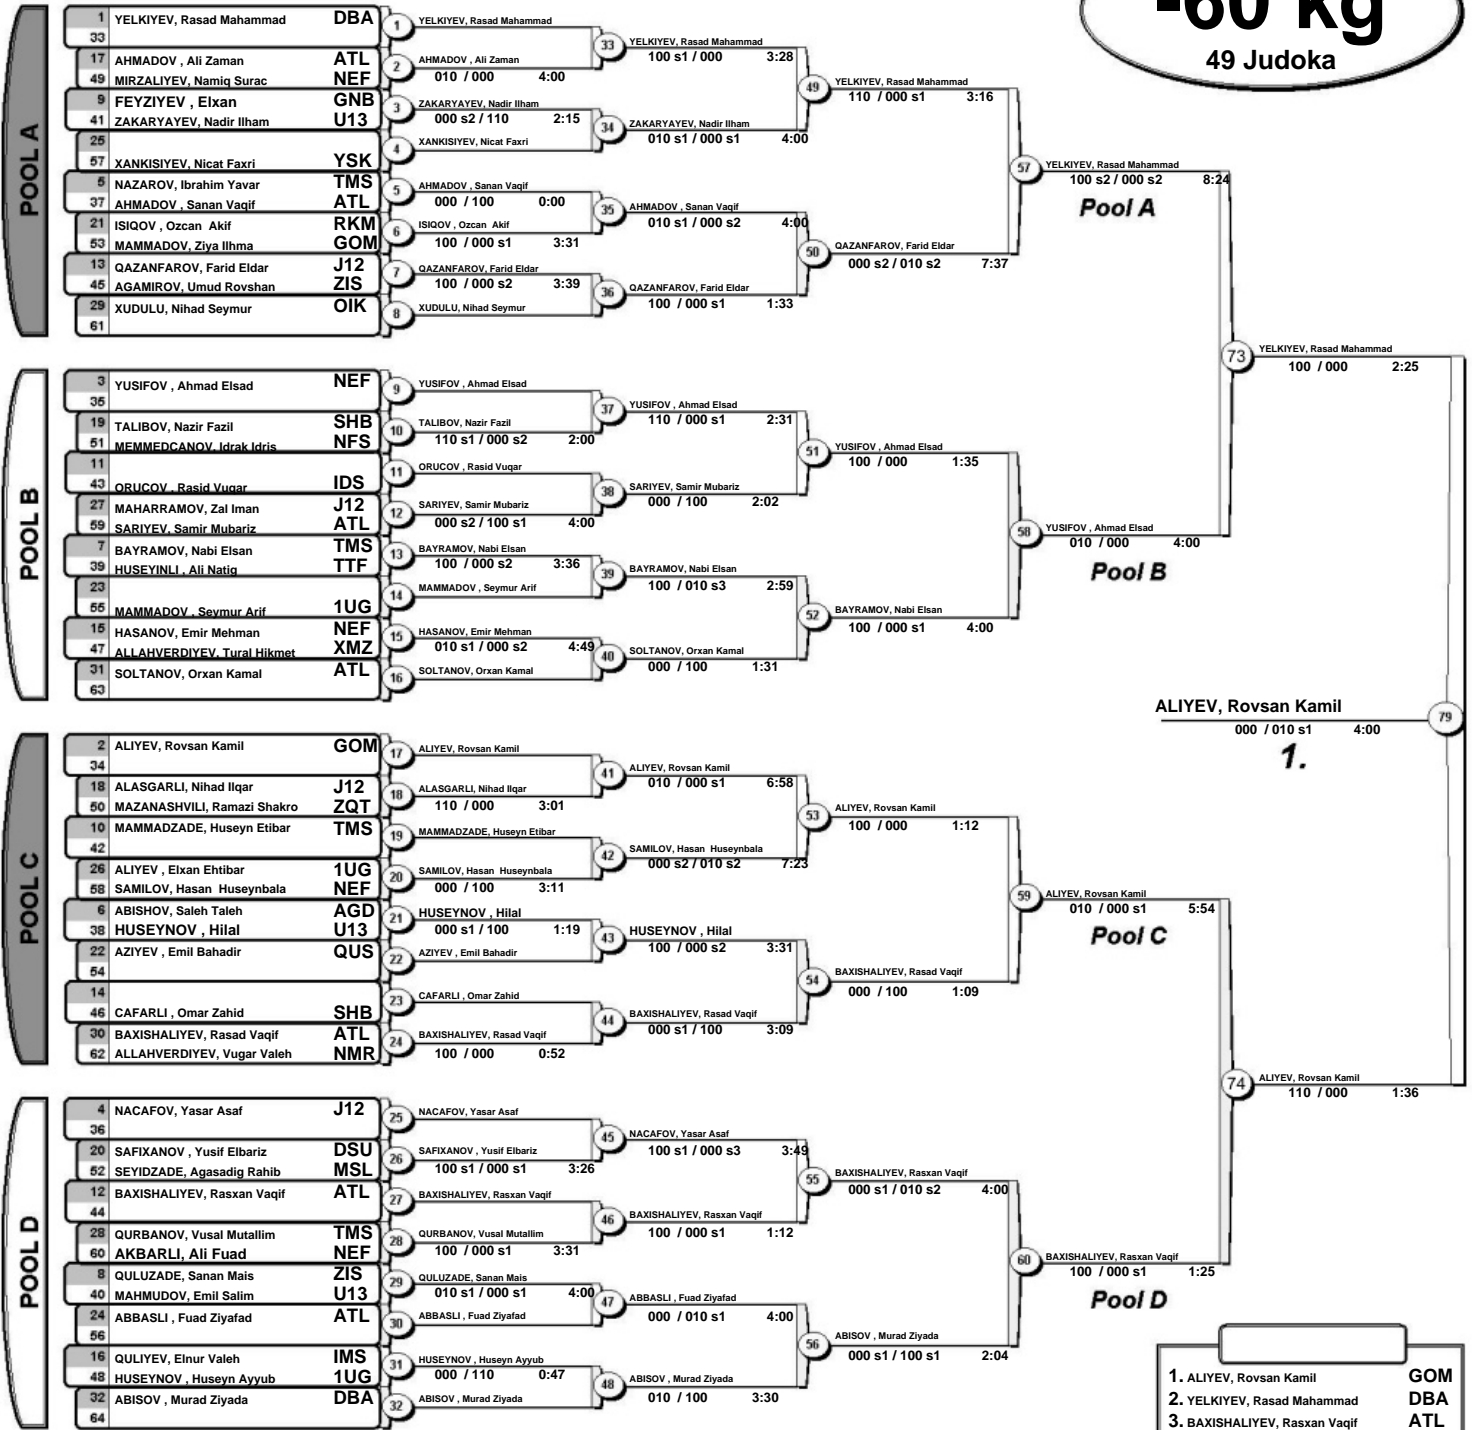 -60 kg
49 Judoka
POOL A
1 YELKIYEV, Rasad Mahammad DBA
33
17 AHMADOV , Ali Zaman ATL
49 MIRZALIYEV, Namiq Surac NEF
9 FEYZIYEV , Elxan GNB
41 ZAKARYAYEV, Nadir Ilham U13
25
57 XANKISIYEV, Nicat Faxri YSK
5 NAZAROV, Ibrahim Yavar TMS
37 AHMADOV , Sanan Vaqif ATL
21 ISIQOV , Ozcan Akif RKM
53 MAMMADOV, Ziya Ilhma GOM
13 QAZANFAROV, Farid Eldar J12
45 AGAMIROV, Umud Rovshan ZIS
29 XUDULU, Nihad Seymur OIK
61
1 YELKIYEV, Rasad Mahammad
2 AHMADOV , Ali Zaman
010 / 000 4:00
3 ZAKARYAYEV, Nadir Ilham
000 s2 / 110 2:15
4 XANKISIYEV, Nicat Faxri
5 AHMADOV , Sanan Vaqif
000 / 100 0:00
6 ISIQOV , Ozcan Akif
100 / 000 s1 3:31
7 QAZANFAROV, Farid Eldar
100 / 000 s2 3:39
8 XUDULU, Nihad Seymur
33 YELKIYEV, Rasad Mahammad
100 s1 / 000 3:28
34 ZAKARYAYEV, Nadir Ilham
010 s1 / 000 s1 4:00
35 AHMADOV , Sanan Vaqif
010 s1 / 000 s2 4:00
36 QAZANFAROV, Farid Eldar
100 / 000 s1 1:33
49 YELKIYEV, Rasad Mahammad
110 / 000 s1 3:16
50 QAZANFAROV, Farid Eldar
000 s2 / 010 s2 7:37
57 YELKIYEV, Rasad Mahammad
100 s2 / 000 s2 8:24
Pool A
POOL B
3 YUSIFOV , Ahmad Elsad NEF
35
19 TALIBOV, Nazir Fazil SHB
51 MEMMEDCANOV, Idrak Idris NFS
11
43 ORUCOV , Rasid Vuqar IDS
27 MAHARRAMOV, Zal Iman J12
59 SARIYEV, Samir Mubariz ATL
7 BAYRAMOV, Nabi Elsan TMS
39 HUSEYINLI , Ali Natig TTF
23
55 MAMMADOV , Seymur Arif 1UG
15 HASANOV, Emir Mehman NEF
47 ALLAHVERDIYEV, Tural Hikmet XMZ
31 SOLTANOV, Orxan Kamal ATL
63
9 YUSIFOV , Ahmad Elsad
10 TALIBOV, Nazir Fazil
110 s1 / 000 s2 2:00
11 ORUCOV , Rasid Vuqar
12 SARIYEV, Samir Mubariz
000 s2 / 100 s1 4:00
13 BAYRAMOV, Nabi Elsan
100 / 000 s2 3:36
14 MAMMADOV , Seymur Arif
15 HASANOV, Emir Mehman
010 s1 / 000 s2 4:49
16 SOLTANOV, Orxan Kamal
37 YUSIFOV , Ahmad Elsad
110 / 000 s1 2:31
38 SARIYEV, Samir Mubariz
000 / 100 2:02
39 BAYRAMOV, Nabi Elsan
100 / 010 s3 2:59
40 SOLTANOV, Orxan Kamal
000 / 100 1:31
51 YUSIFOV , Ahmad Elsad
100 / 000 1:35
52 BAYRAMOV, Nabi Elsan
100 / 000 s1 4:00
58 YUSIFOV , Ahmad Elsad
010 / 000 4:00
Pool B
73 YELKIYEV, Rasad Mahammad
100 / 000 2:25
POOL C
2 ALIYEV, Rovsan Kamil GOM
34
18 ALASGARLI, Nihad Ilqar J12
50 MAZANASHVILI, Ramazi Shakro ZQT
10 MAMMADZADE, Huseyn Etibar TMS
42
26 ALIYEV , Elxan Ehtibar 1UG
58 SAMILOV, Hasan Huseynbala NEF
6 ABISHOV, Saleh Taleh AGD
38 HUSEYNOV , Hilal U13
22 AZIYEV , Emil Bahadir QUS
54
14
46 CAFARLI , Omar Zahid SHB
30 BAXISHALIYEV, Rasad Vaqif ATL
62 ALLAHVERDIYEV, Vugar Valeh NMR
17 ALIYEV, Rovsan Kamil
18 ALASGARLI, Nihad Ilqar
110 / 000 3:01
19 MAMMADZADE, Huseyn Etibar
20 SAMILOV, Hasan Huseynbala
000 / 100 3:11
21 HUSEYNOV , Hilal
000 s1 / 100 1:19
22 AZIYEV , Emil Bahadir
23 CAFARLI , Omar Zahid
24 BAXISHALIYEV, Rasad Vaqif
100 / 000 0:52
41 ALIYEV, Rovsan Kamil
010 / 000 s1 6:58
42 SAMILOV, Hasan Huseynbala
000 s2 / 010 s2 7:23
43 HUSEYNOV , Hilal
100 / 000 s2 3:31
44 BAXISHALIYEV, Rasad Vaqif
000 s1 / 100 3:09
53 ALIYEV, Rovsan Kamil
100 / 000 1:12
54 BAXISHALIYEV, Rasad Vaqif
000 / 100 1:09
59 ALIYEV, Rovsan Kamil
010 / 000 s1 5:54
Pool C
POOL D
4 NACAFOV, Yasar Asaf J12
36
20 SAFIXANOV , Yusif Elbariz DSU
52 SEYIDZADE, Agasadig Rahib MSL
12 BAXISHALIYEV, Rasxan Vaqif ATL
44
28 QURBANOV, Vusal Mutallim TMS
60 AKBARLI, Ali Fuad NEF
8 QULUZADE, Sanan Mais ZIS
40 MAHMUDOV, Emil Salim U13
24 ABBASLI , Fuad Ziyafad ATL
56
16 QULIYEV, Elnur Valeh IMS
48 HUSEYNOV , Huseyn Ayyub 1UG
32 ABISOV , Murad Ziyada DBA
64
25 NACAFOV, Yasar Asaf
26 SAFIXANOV , Yusif Elbariz
100 s1 / 000 s1 3:26
27 BAXISHALIYEV, Rasxan Vaqif
28 QURBANOV, Vusal Mutallim
100 / 000 s1 3:31
29 QULUZADE, Sanan Mais
010 s1 / 000 s1 4:00
30 ABBASLI , Fuad Ziyafad
31 HUSEYNOV , Huseyn Ayyub
000 / 110 0:47
32 ABISOV , Murad Ziyada
45 NACAFOV, Yasar Asaf
100 s1 / 000 s3 3:49
46 BAXISHALIYEV, Rasxan Vaqif
100 / 000 s1 1:12
47 ABBASLI , Fuad Ziyafad
000 / 010 s1 4:00
48 ABISOV , Murad Ziyada
010 / 100 3:30
55 BAXISHALIYEV, Rasxan Vaqif
000 s1 / 010 s2 4:00
56 ABISOV , Murad Ziyada
000 s1 / 100 s1 2:04
60 BAXISHALIYEV, Rasxan Vaqif
100 / 000 s1 1:25
Pool D
74 ALIYEV, Rovsan Kamil
110 / 000 1:36
ALIYEV, Rovsan Kamil 79
000 / 010 s1 4:00
1.
1. ALIYEV, Rovsan Kamil GOM
2. YELKIYEV, Rasad Mahammad DBA
3. BAXISHALIYEV, Rasxan Vaqif ATL